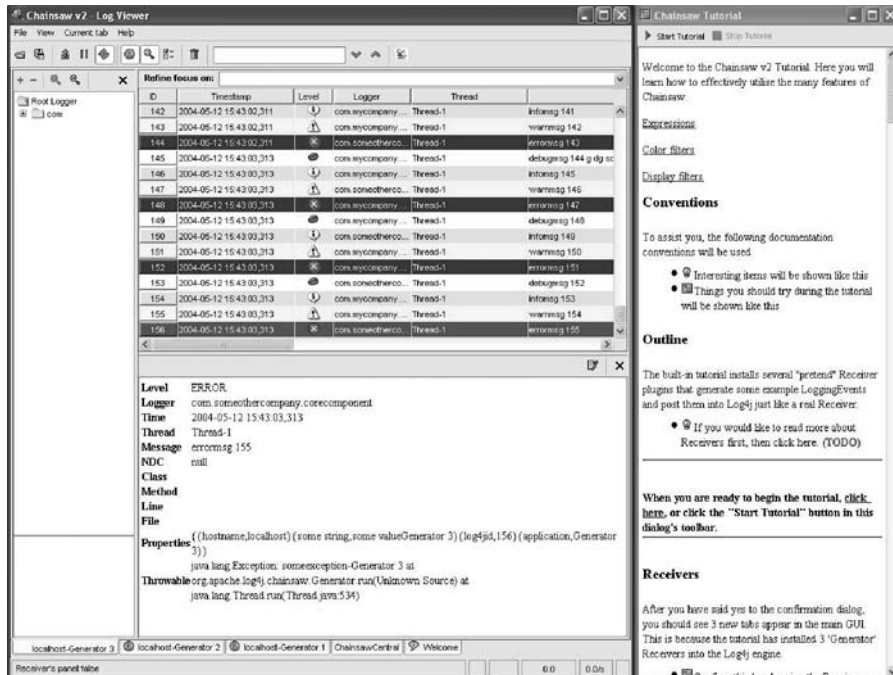 Chainsaw v2 - Log Viewer
File View Current tab Help
Refine focus on:
Root Logger
com
ID Timestamp Level Logger Thread
142 2004-05-12 15:43:02,311 com.mycompany.... Thread-1 infomsg 141
143 2004-05-12 15:43:02,311 com.mycompany.... Thread-1 warnmsg 142
144 2004-05-12 15:43:02,311 com.someotherco... Thread-1 errormsg 143
145 2004-05-12 15:43:03,313 com.mycompany.... Thread-1 debugmsg 144 g dg sd
146 2004-05-12 15:43:03,313 com.someotherco... Thread-1 infomsg 145
147 2004-05-12 15:43:03,313 com.someotherco... Thread-1 warnmsg 146
148 2004-05-12 15:43:03,313 com.mycompany.... Thread-1 errormsg 147
149 2004-05-12 15:43:03,313 com.mycompany.... Thread-1 debugmsg 148
150 2004-05-12 15:43:03,313 com.someotherco... Thread-1 infomsg 149
151 2004-05-12 15:43:03,313 com.mycompany.... Thread-1 warnmsg 150
152 2004-05-12 15:43:03,313 com.someotherco... Thread-1 errormsg 151
153 2004-05-12 15:43:03,313 com.someotherco... Thread-1 debugmsg 152
154 2004-05-12 15:43:03,313 com.mycompany.... Thread-1 infomsg 153
155 2004-05-12 15:43:03,313 com.mycompany.... Thread-1 warnmsg 154
156 2004-05-12 15:43:03,313 com.someotherco... Thread-1 errormsg 155
Level ERROR
Logger com.someothercompany.corecomponent
Time 2004-05-12 15:43:03,313
Thread Thread-1
Message errormsg 155
NDC null
Class
Method
Line
File
Properties {(hostname,localhost)(some string,some valueGenerator 3)(log4jid,156)(application,Generator
3)}
java.lang.Exception: someexception-Generator 3 at
Throwable org.apache.log4j.chainsaw.Generator.run(Unknown Source) at
java.lang.Thread.run(Thread.java:534)
localhost-Generator 3 localhost-Generator 2 localhost-Generator 1 ChainsawCentral Welcome
Receiver's panel false 0:0 0.0/s
Chainsaw Tutorial
Start Tutorial Stop Tutorial
Welcome to the Chainsaw v2 Tutorial. Here you will
learn how to effectively utilise the many features of
Chainsaw.
Expressions
Color filters
Display filters
Conventions
To assist you, the following documentation
conventions will be used
Interesting items will be shown like this
Things you should try during the tutorial
will be shown like this
Outline
The built-in tutorial installs several "pretend" Receiver
plugins that generate some example LoggingEvents
and post them into Log4j just like a real Receiver.
If you would like to read more about
Receivers first, then click here. (TODO)
When you are ready to begin the tutorial, click
here, or click the "Start Tutorial" button in this
dialog's toolbar.
Receivers
After you have said yes to the confirmation dialog,
you should see 3 new tabs appear in the main GUI.
This is because the tutorial has installed 3 'Generator'
Receivers into the Log4j engine.